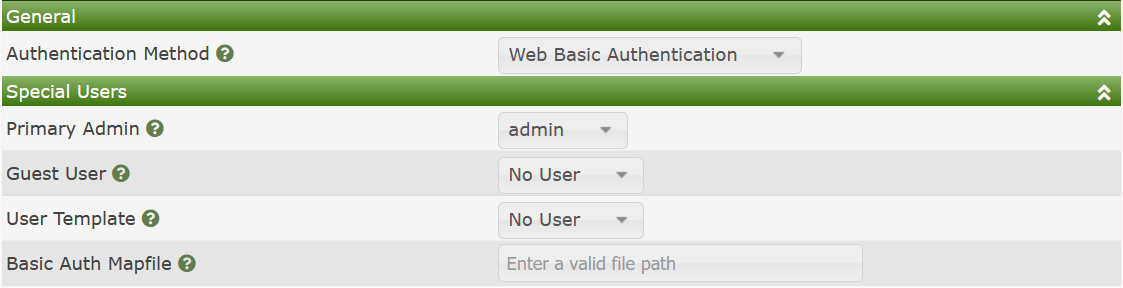 General
Authentication Method Web Basic Authentication
Special Users
Primary Admin admin
Guest User No User
User Template No User
Basic Auth Mapfile Enter a valid file path